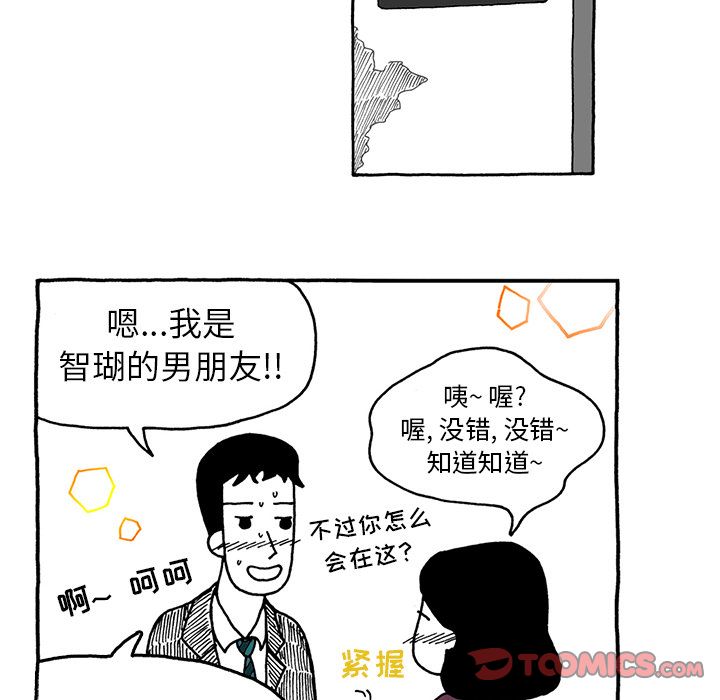 嗯...我是
智瑚的男朋友!!
咦~ 喔?
喔, 没错, 没错~
知道知道~
不过你怎么
会在这?
啊~ 呵呵
紧握
TOOMICS.COM